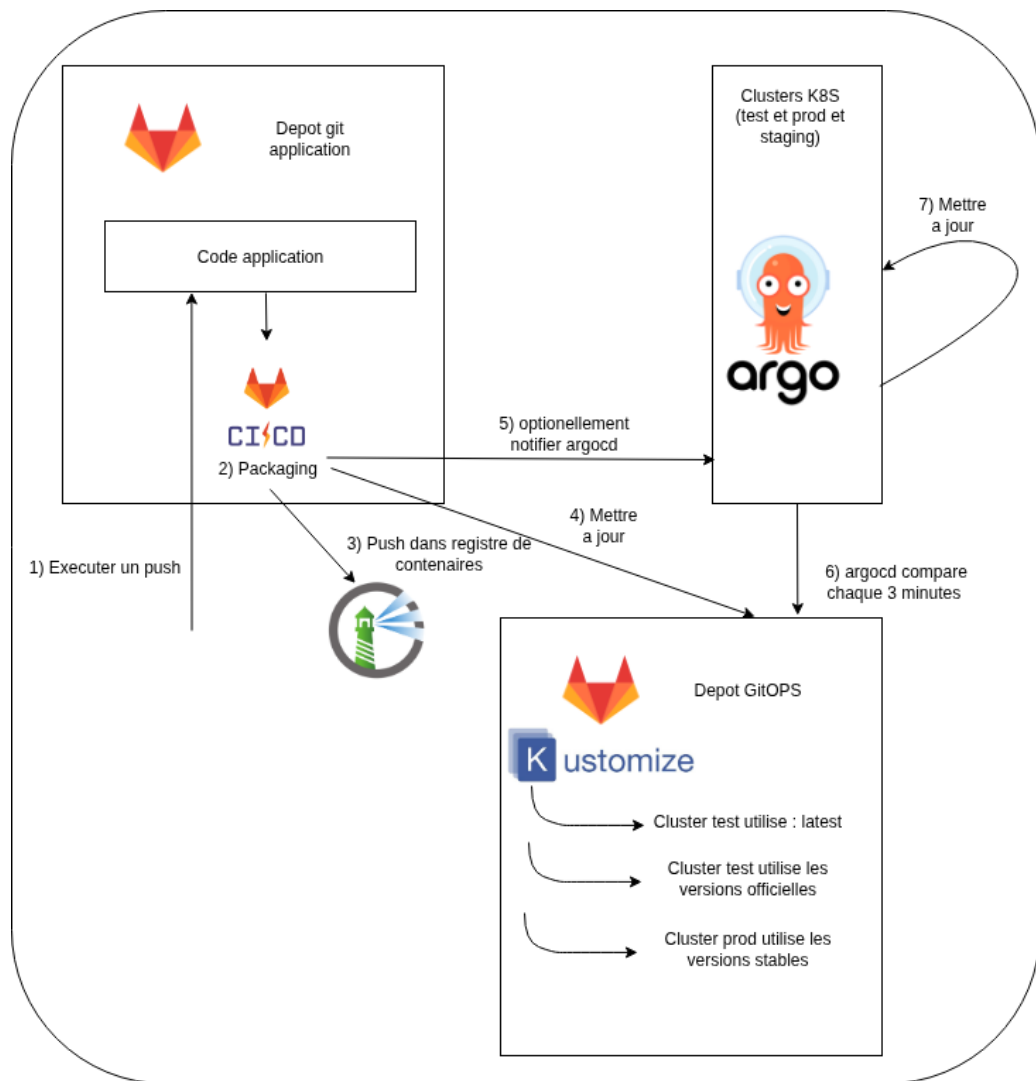 Depot git
application
Code application
CI/CD
2) Packaging
1) Executer un push
3) Push dans registre de
contenaires
5) optionellement
notifier argocd
4) Mettre
a jour
Clusters K8S
(test et prod et
staging)
argo
7) Mettre
a jour
6) argocd compare
chaque 3 minutes
Depot GitOPS
Kustomize
Cluster test utilise : latest
Cluster test utilise les
versions officielles
Cluster prod utilise les
versions stables